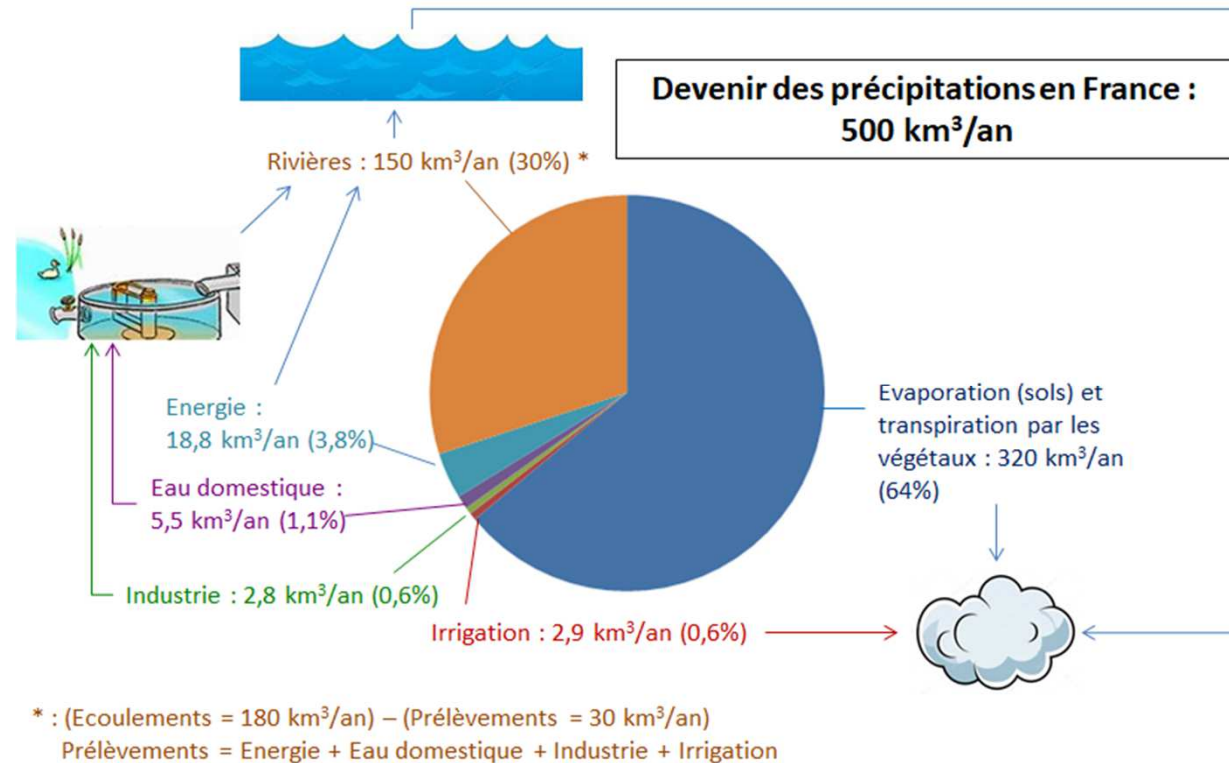 Devenir des précipitations en France :
500 km³/an
Rivières : 150 km³/an (30%) *
Energie :
18,8 km³/an (3,8%)
Eau domestique :
5,5 km³/an (1,1%)
Industrie : 2,8 km³/an (0,6%)
Irrigation : 2,9 km³/an (0,6%)
Evaporation (sols) et
transpiration par les
végétaux : 320 km³/an
(64%)
* : (Ecoulements = 180 km³/an) – (Prélèvements = 30 km³/an)
Prélèvements = Energie + Eau domestique + Industrie + Irrigation